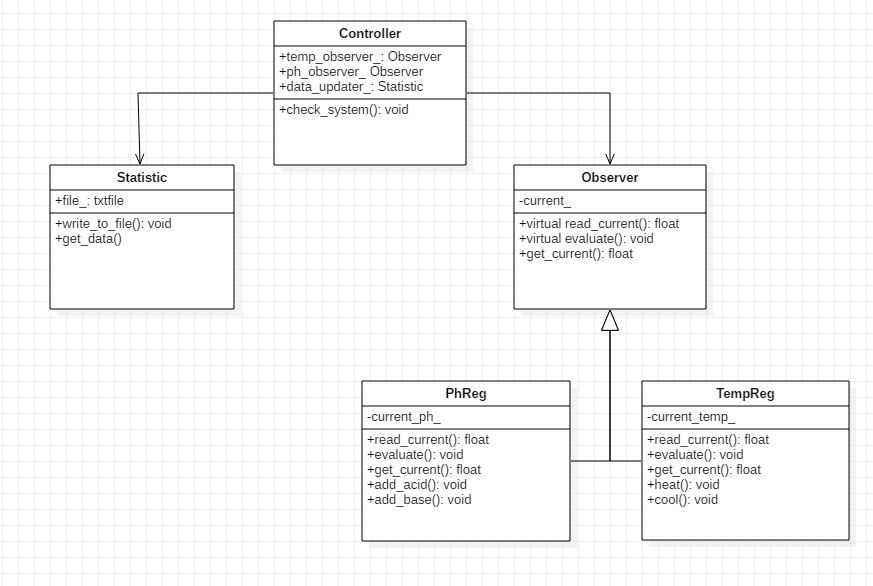 Controller
+temp_observer_: Observer
+ph_observer_ Observer
+data_updater_: Statistic
+check_system(): void
Statistic
+file_: txtfile
+write_to_file(): void
+get_data()
Observer
-current_
+virtual read_current(): float
+virtual evaluate(): void
+get_current(): float
PhReg
-current_ph_
+read_current(): float
+evaluate(): void
+get_current(): float
+add_acid(): void
+add_base(): void
TempReg
-current_temp_
+read_current(): float
+evaluate(): void
+get_current(): float
+heat(): void
+cool(): void